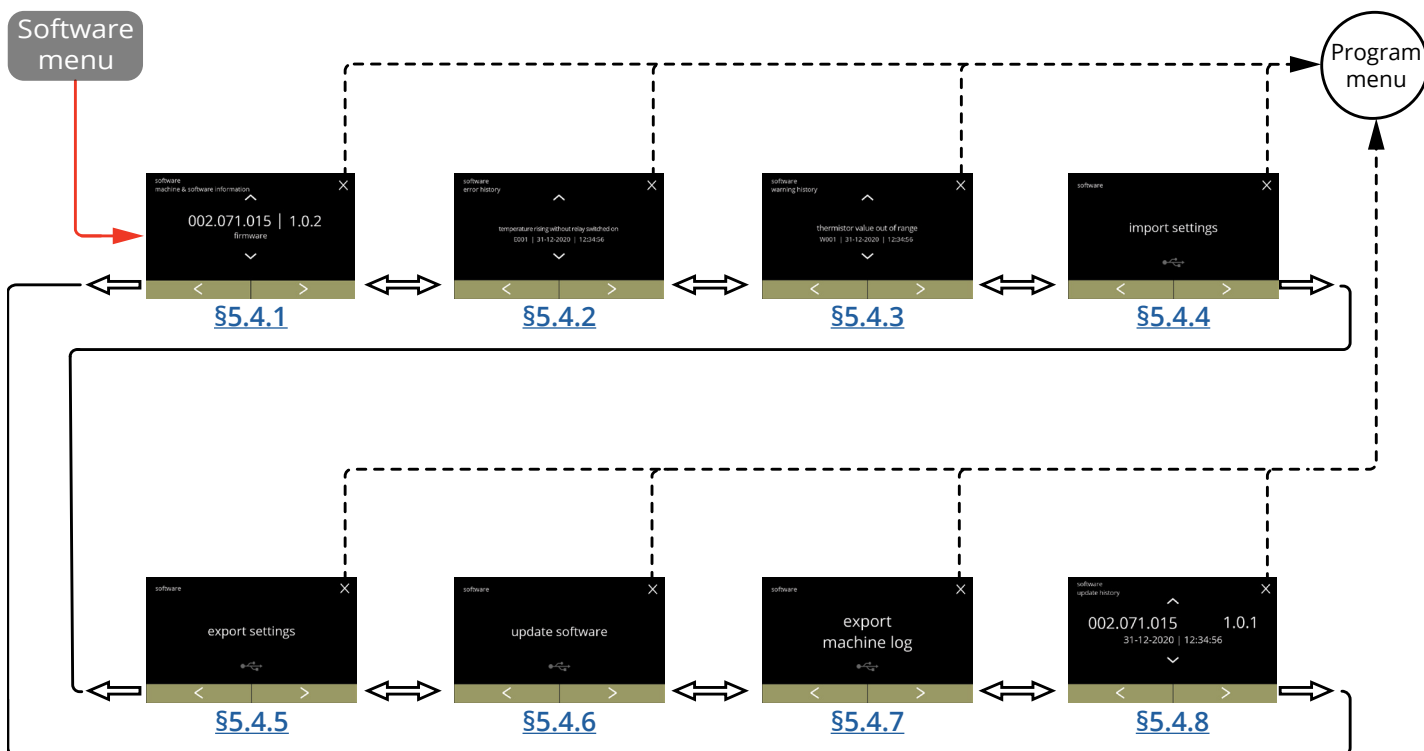 Software
menu
Program
menu
software
machine & software information
002.071.015 | 1.0.2
firmware
< >
§5.4.1
software
error history
temperature rising without relay switched on
E001 | 31-12-2020 | 12:34:56
< >
§5.4.2
software
warning history
thermistor value out of range
W001 | 31-12-2020 | 12:34:56
< >
§5.4.3
software
import settings
< >
§5.4.4
software
export settings
< >
§5.4.5
software
update software
< >
§5.4.6
software
export
machine log
< >
§5.4.7
software
update history
002.071.015 1.0.1
31-12-2020 | 12:34:56
< >
§5.4.8